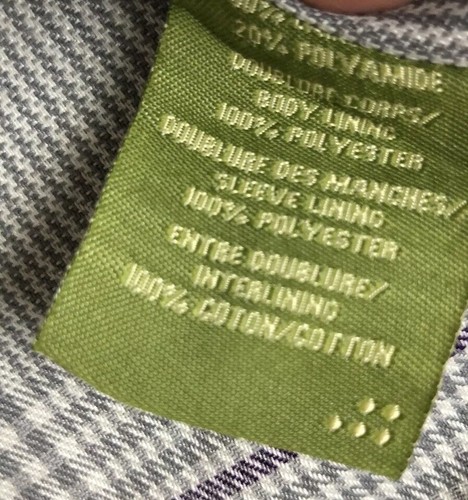 20% POLYAMIDE
DOUBLURE CORPS/
BODY LINING
100% POLYESTER
DOUBLURE DES MANCHES/
SLEEVE LINING
100% POLYESTER
ENTRE DOUBLURE/
INTERLINING
100% COTON/COTTON